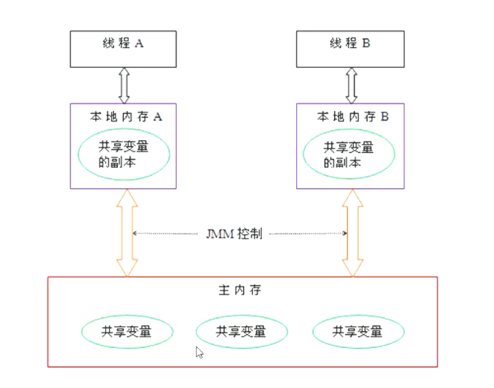 线程 A
线程 B
本地内存 A
本地内存 B
共享变量
的副本
共享变量
的副本
JMM 控制
主内存
共享变量
共享变量
共享变量